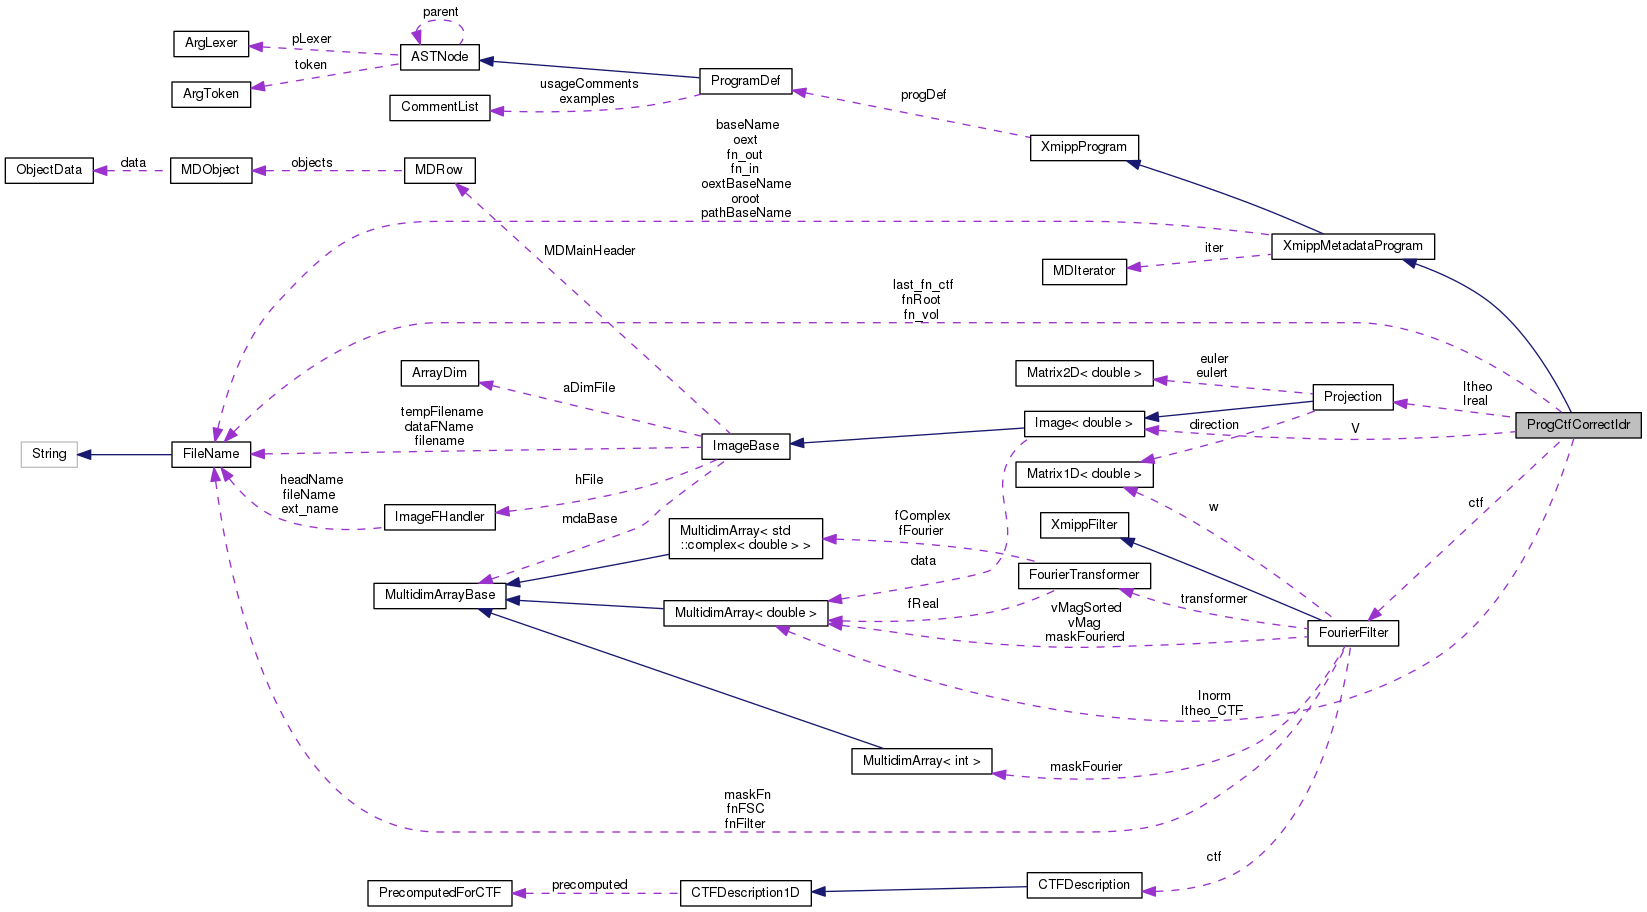 parent
ArgLexer
pLexer
ASTNode
token
ArgToken
ProgramDef
usageComments
examples
CommentList
progDef
XmippProgram
baseName
oext
fn_out
fn_in
oextBaseName
oroot
pathBaseName
ObjectData
data
MDObject
objects
MDRow
MDMainHeader
XmippMetadataProgram
iter
MDIterator
last_fn_ctf
fnRoot
fn_vol
ArrayDim
aDimFile
Matrix2D< double >
euler
eulert
Projection
Itheo
Ireal
ProgCtfCorrectIdr
tempFilename
dataFName
filename
Image< double >
direction
V
String
FileName
ImageBase
Matrix1D< double >
headName
fileName
ext_name
hFile
ImageFHandler
mdaBase
MultidimArray< std
::complex< double > >
fComplex
fFourier
XmippFilter
w
ctf
data
FourierTransformer
MultidimArrayBase
MultidimArray< double >
fReal
transformer
vMagSorted
vMag
maskFourierd
FourierFilter
Inorm
Itheo_CTF
MultidimArray< int >
maskFourier
maskFn
fnFSC
fnFilter
ctf
PrecomputedForCTF
precomputed
CTFDescription1D
CTFDescription